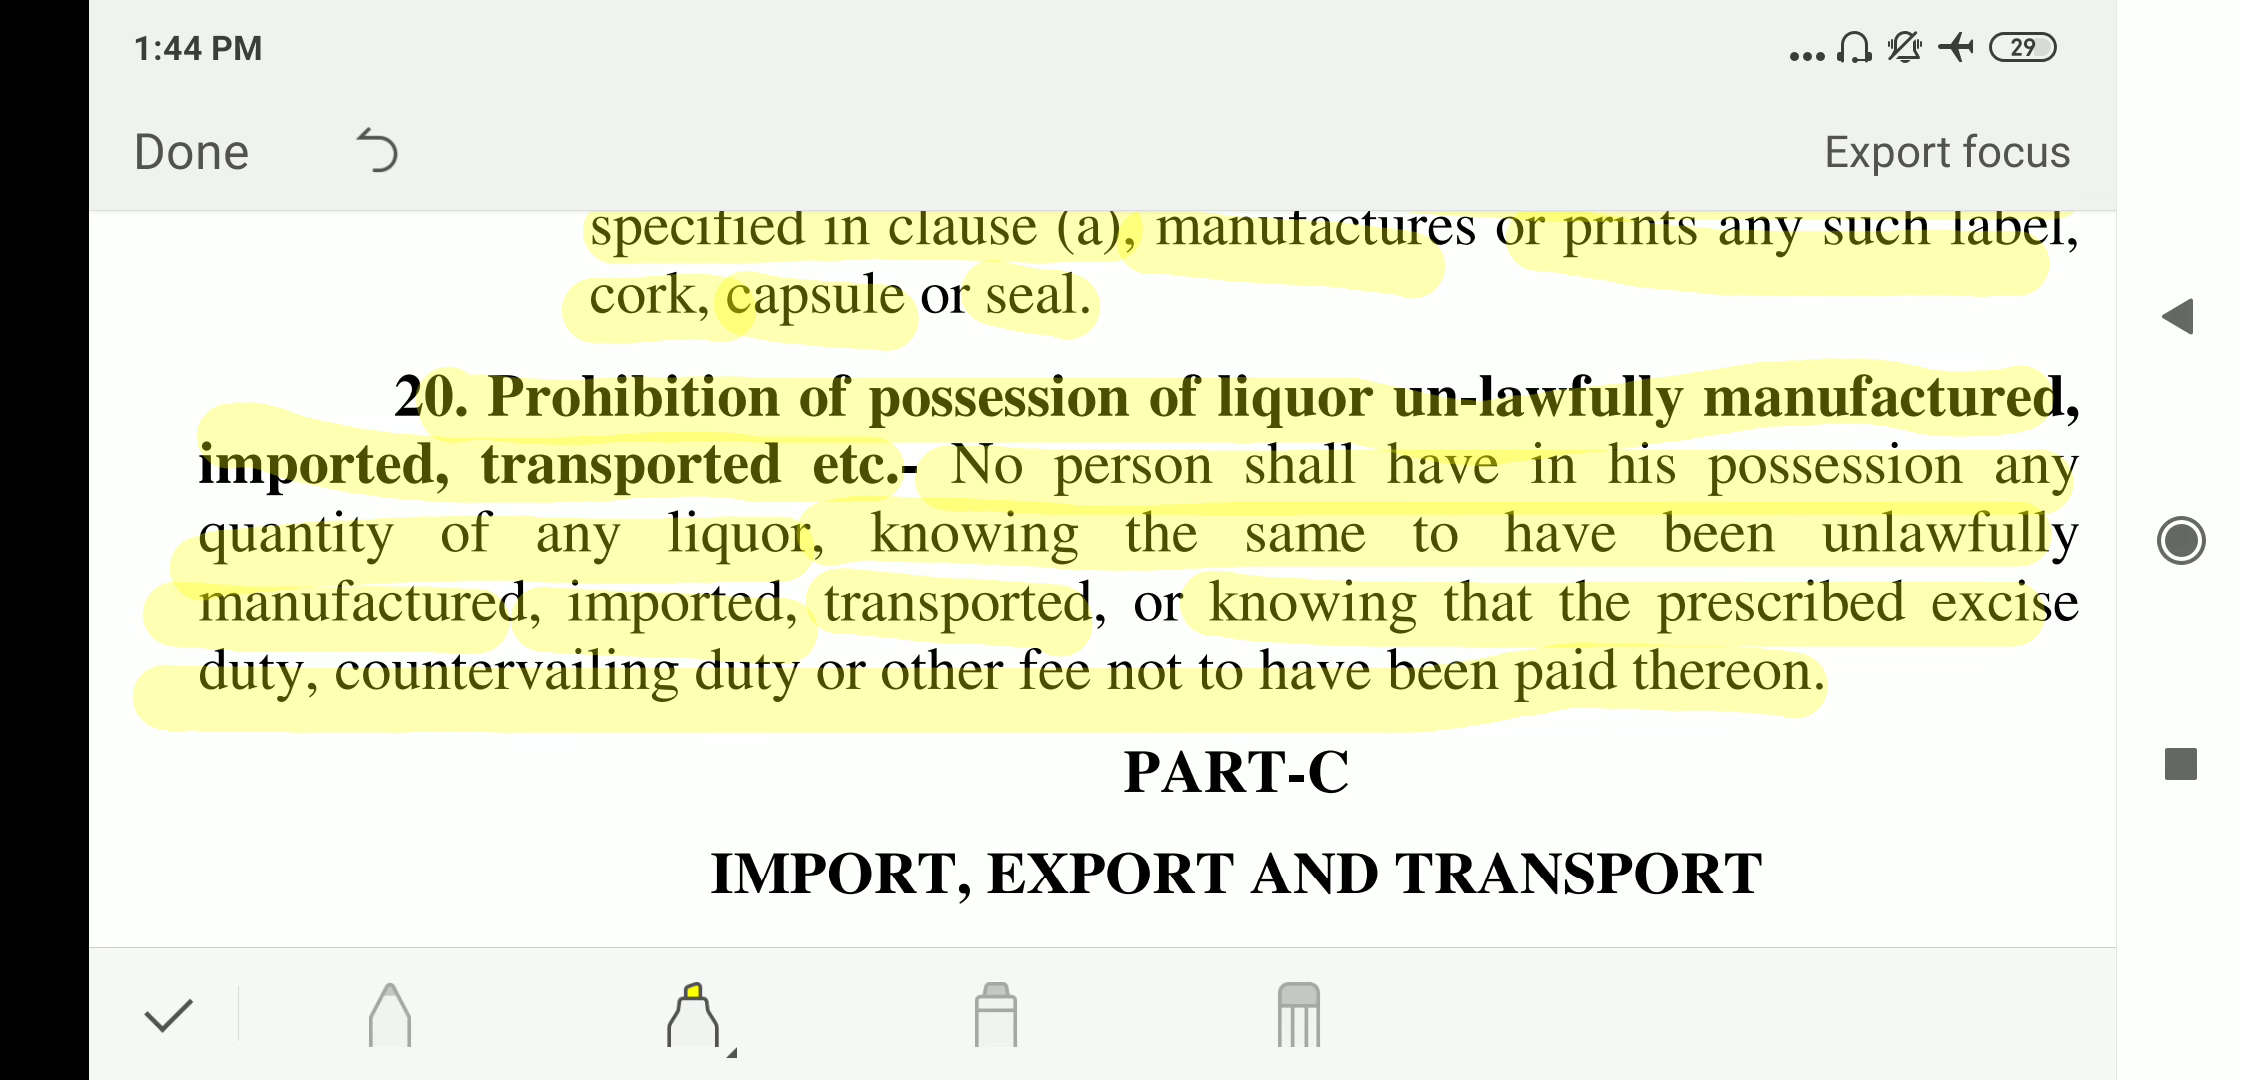 1:44 PM
29
Done
Export focus
specified in clause (a), manufactures or prints any such label,
cork, capsule or seal.
20. Prohibition of possession of liquor un-lawfully manufactured,
imported, transported etc.- No person shall have in his possession any
quantity of any liquor, knowing the same to have been unlawfully
manufactured, imported, transported, or knowing that the prescribed excise
duty, countervailing duty or other fee not to have been paid thereon.
PART-C
IMPORT, EXPORT AND TRANSPORT